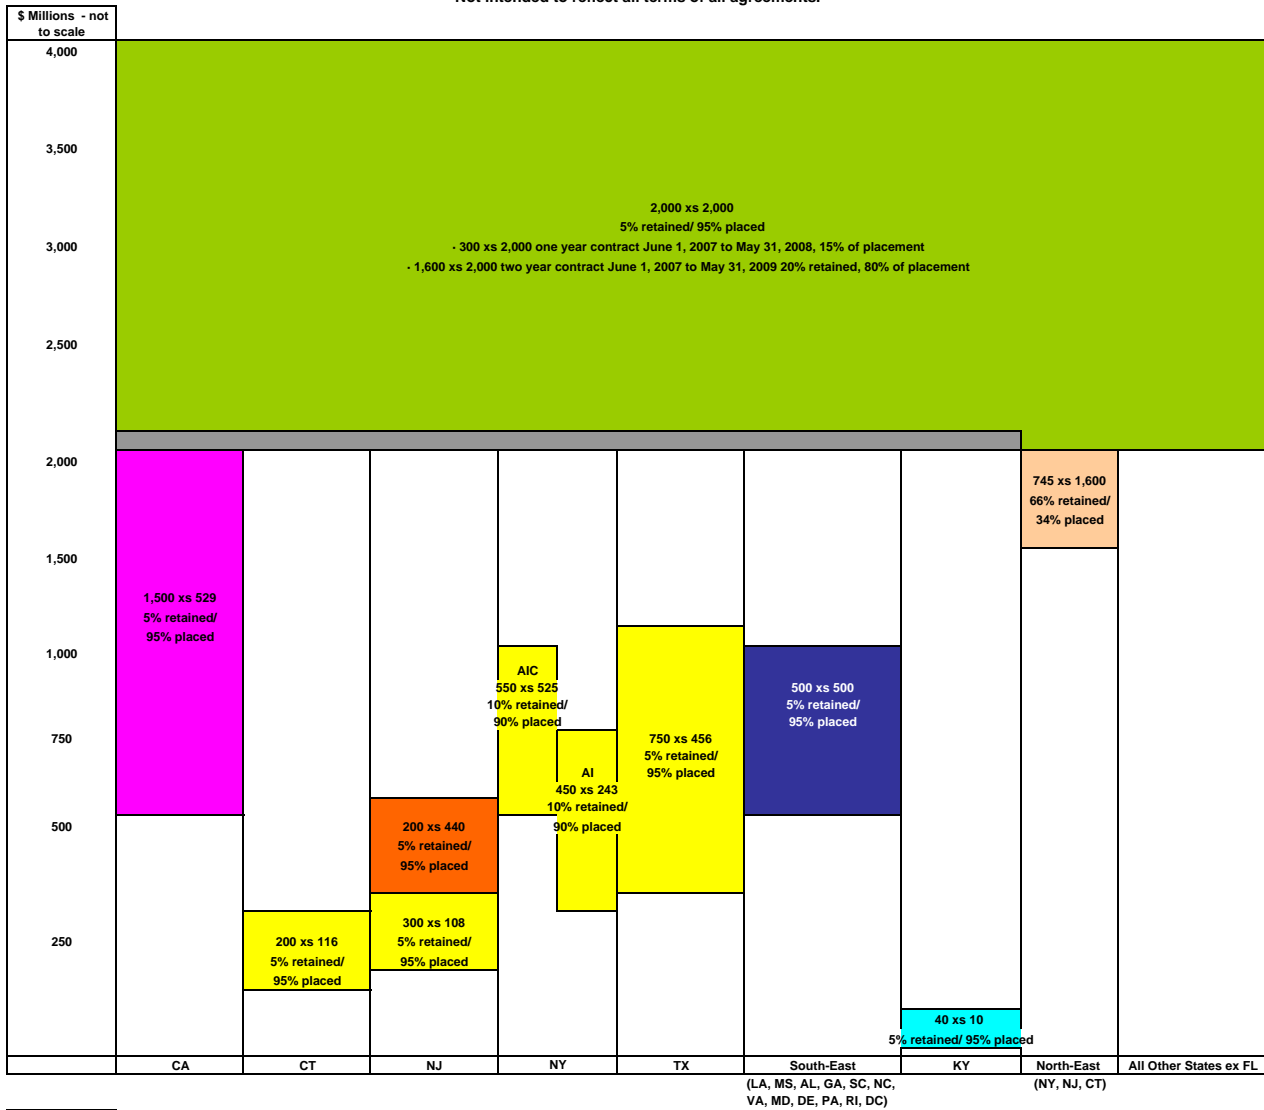 Not intended to reflect all terms of all agreements.
$ Millions - not
to scale
4,000
3,500
3,000
2,500
2,000
1,500
1,000
750
500
250
2,000 xs 2,000
5% retained/ 95% placed
· 300 xs 2,000 one year contract June 1, 2007 to May 31, 2008, 15% of placement
· 1,600 xs 2,000 two year contract June 1, 2007 to May 31, 2009 20% retained, 80% of placement
1,500 xs 529
5% retained/
95% placed
200 xs 116
5% retained/
95% placed
200 xs 440
5% retained/
95% placed
300 xs 108
5% retained/
95% placed
AIC
550 xs 525
10% retained/
90% placed
AI
450 xs 243
10% retained/
90% placed
750 xs 456
5% retained/
95% placed
500 xs 500
5% retained/
95% placed
40 xs 10
5% retained/ 95% placed
745 xs 1,600
66% retained/
34% placed
CA
CT
NJ
NY
TX
South-East
KY
North-East
All Other States ex FL
(LA, MS, AL, GA, SC, NC,
VA, MD, DE, PA, RI, DC)
(NY, NJ, CT)